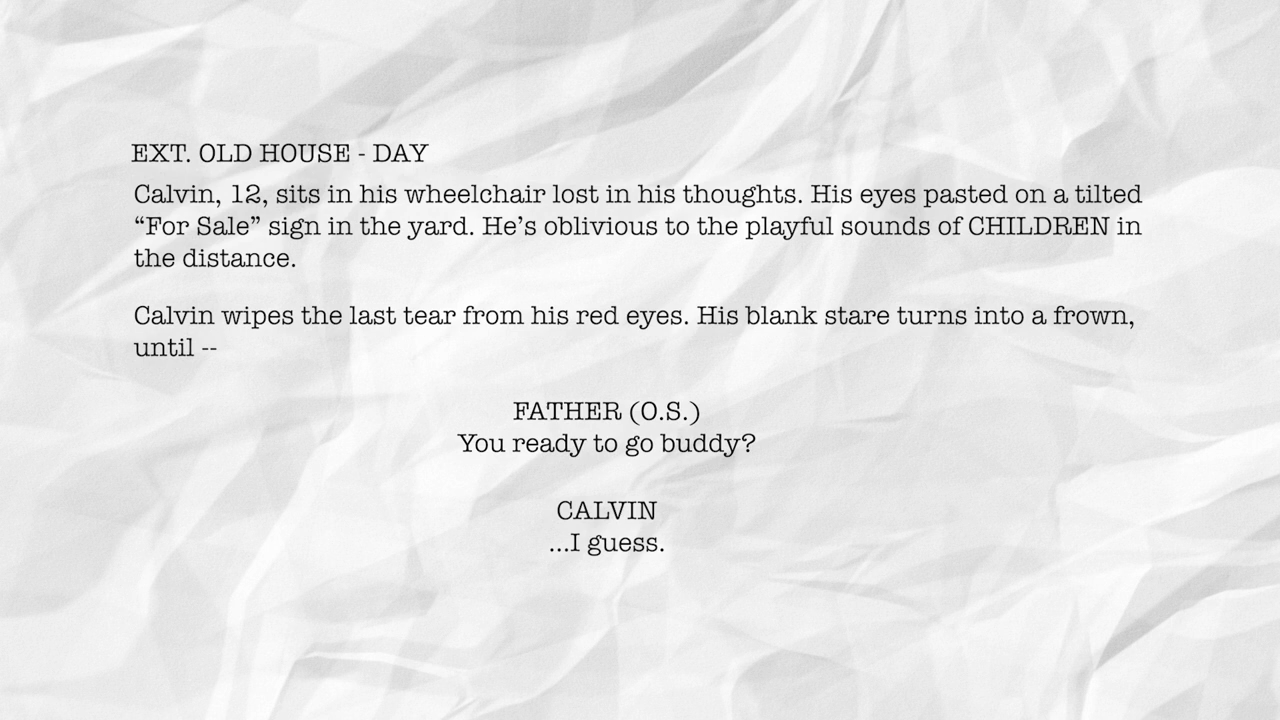 EXT. OLD HOUSE - DAY
Calvin, 12, sits in his wheelchair lost in his thoughts. His eyes pasted on a tilted
“For Sale” sign in the yard. He’s oblivious to the playful sounds of CHILDREN in
the distance.
Calvin wipes the last tear from his red eyes. His blank stare turns into a frown,
until --
FATHER (O.S.)
You ready to go buddy?
CALVIN
...I guess.